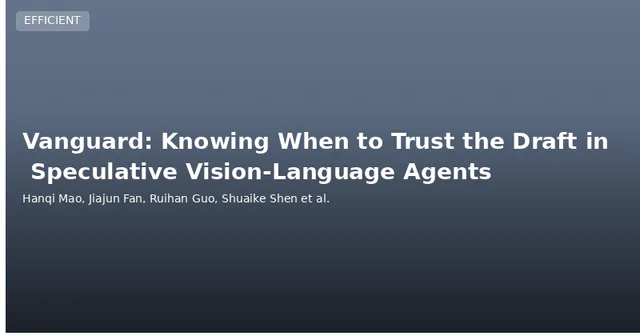 EFFICIENT
Vanguard: Knowing When to Trust the Draft in
Speculative Vision-Language Agents
Hanqi Mao, Jiajun Fan, Ruihan Guo, Shuaike Shen et al.